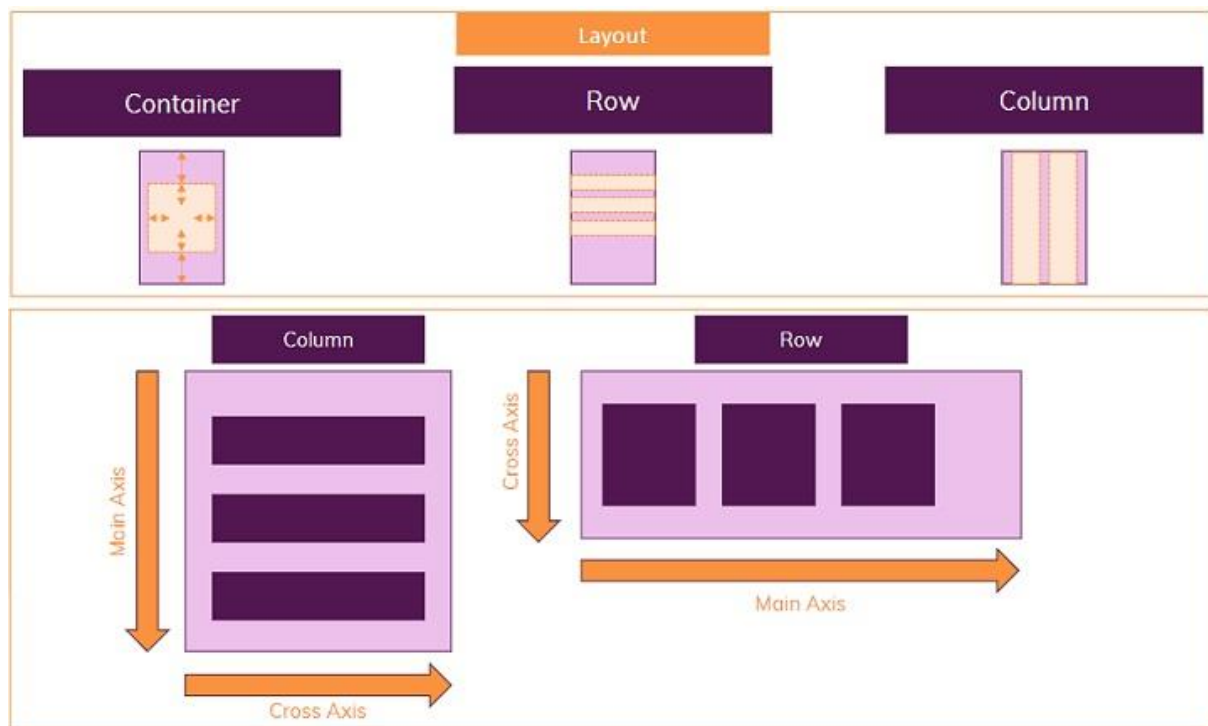 Layout
Container
Row
Column
Column
Row
Main Axis
Cross Axis
Cross Axis
Main Axis